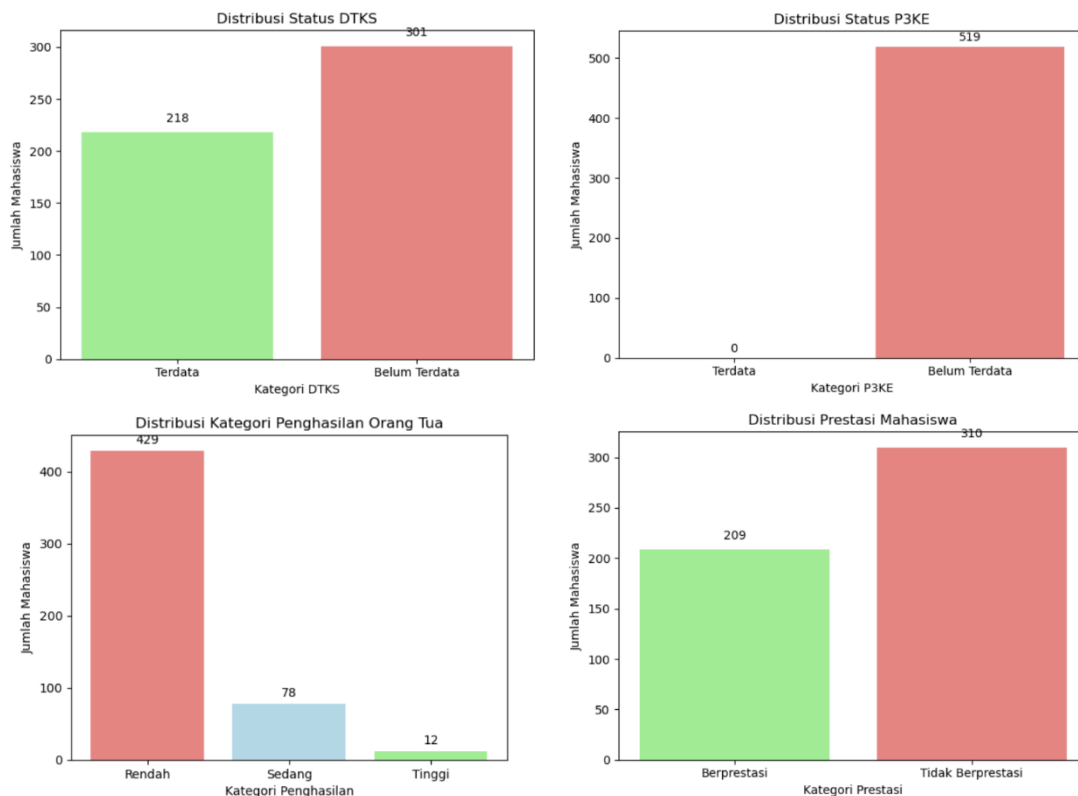 Distribusi Status DTKS
301
300
250
218
200
150
100
50
0
Jumlah Mahasiswa
Terdata
Belum Terdata
Kategori DTKS
Distribusi Status P3KE
519
500
400
300
200
100
0
0
Jumlah Mahasiswa
Terdata
Belum Terdata
Kategori P3KE
Distribusi Kategori Penghasilan Orang Tua
429
400
300
200
100
78
12
0
Jumlah Mahasiswa
Rendah
Sedang
Tinggi
Kategori Penghasilan
Distribusi Prestasi Mahasiswa
310
300
250
209
200
150
100
50
0
Jumlah Mahasiswa
Berprestasi
Tidak Berprestasi
Kategori Prestasi